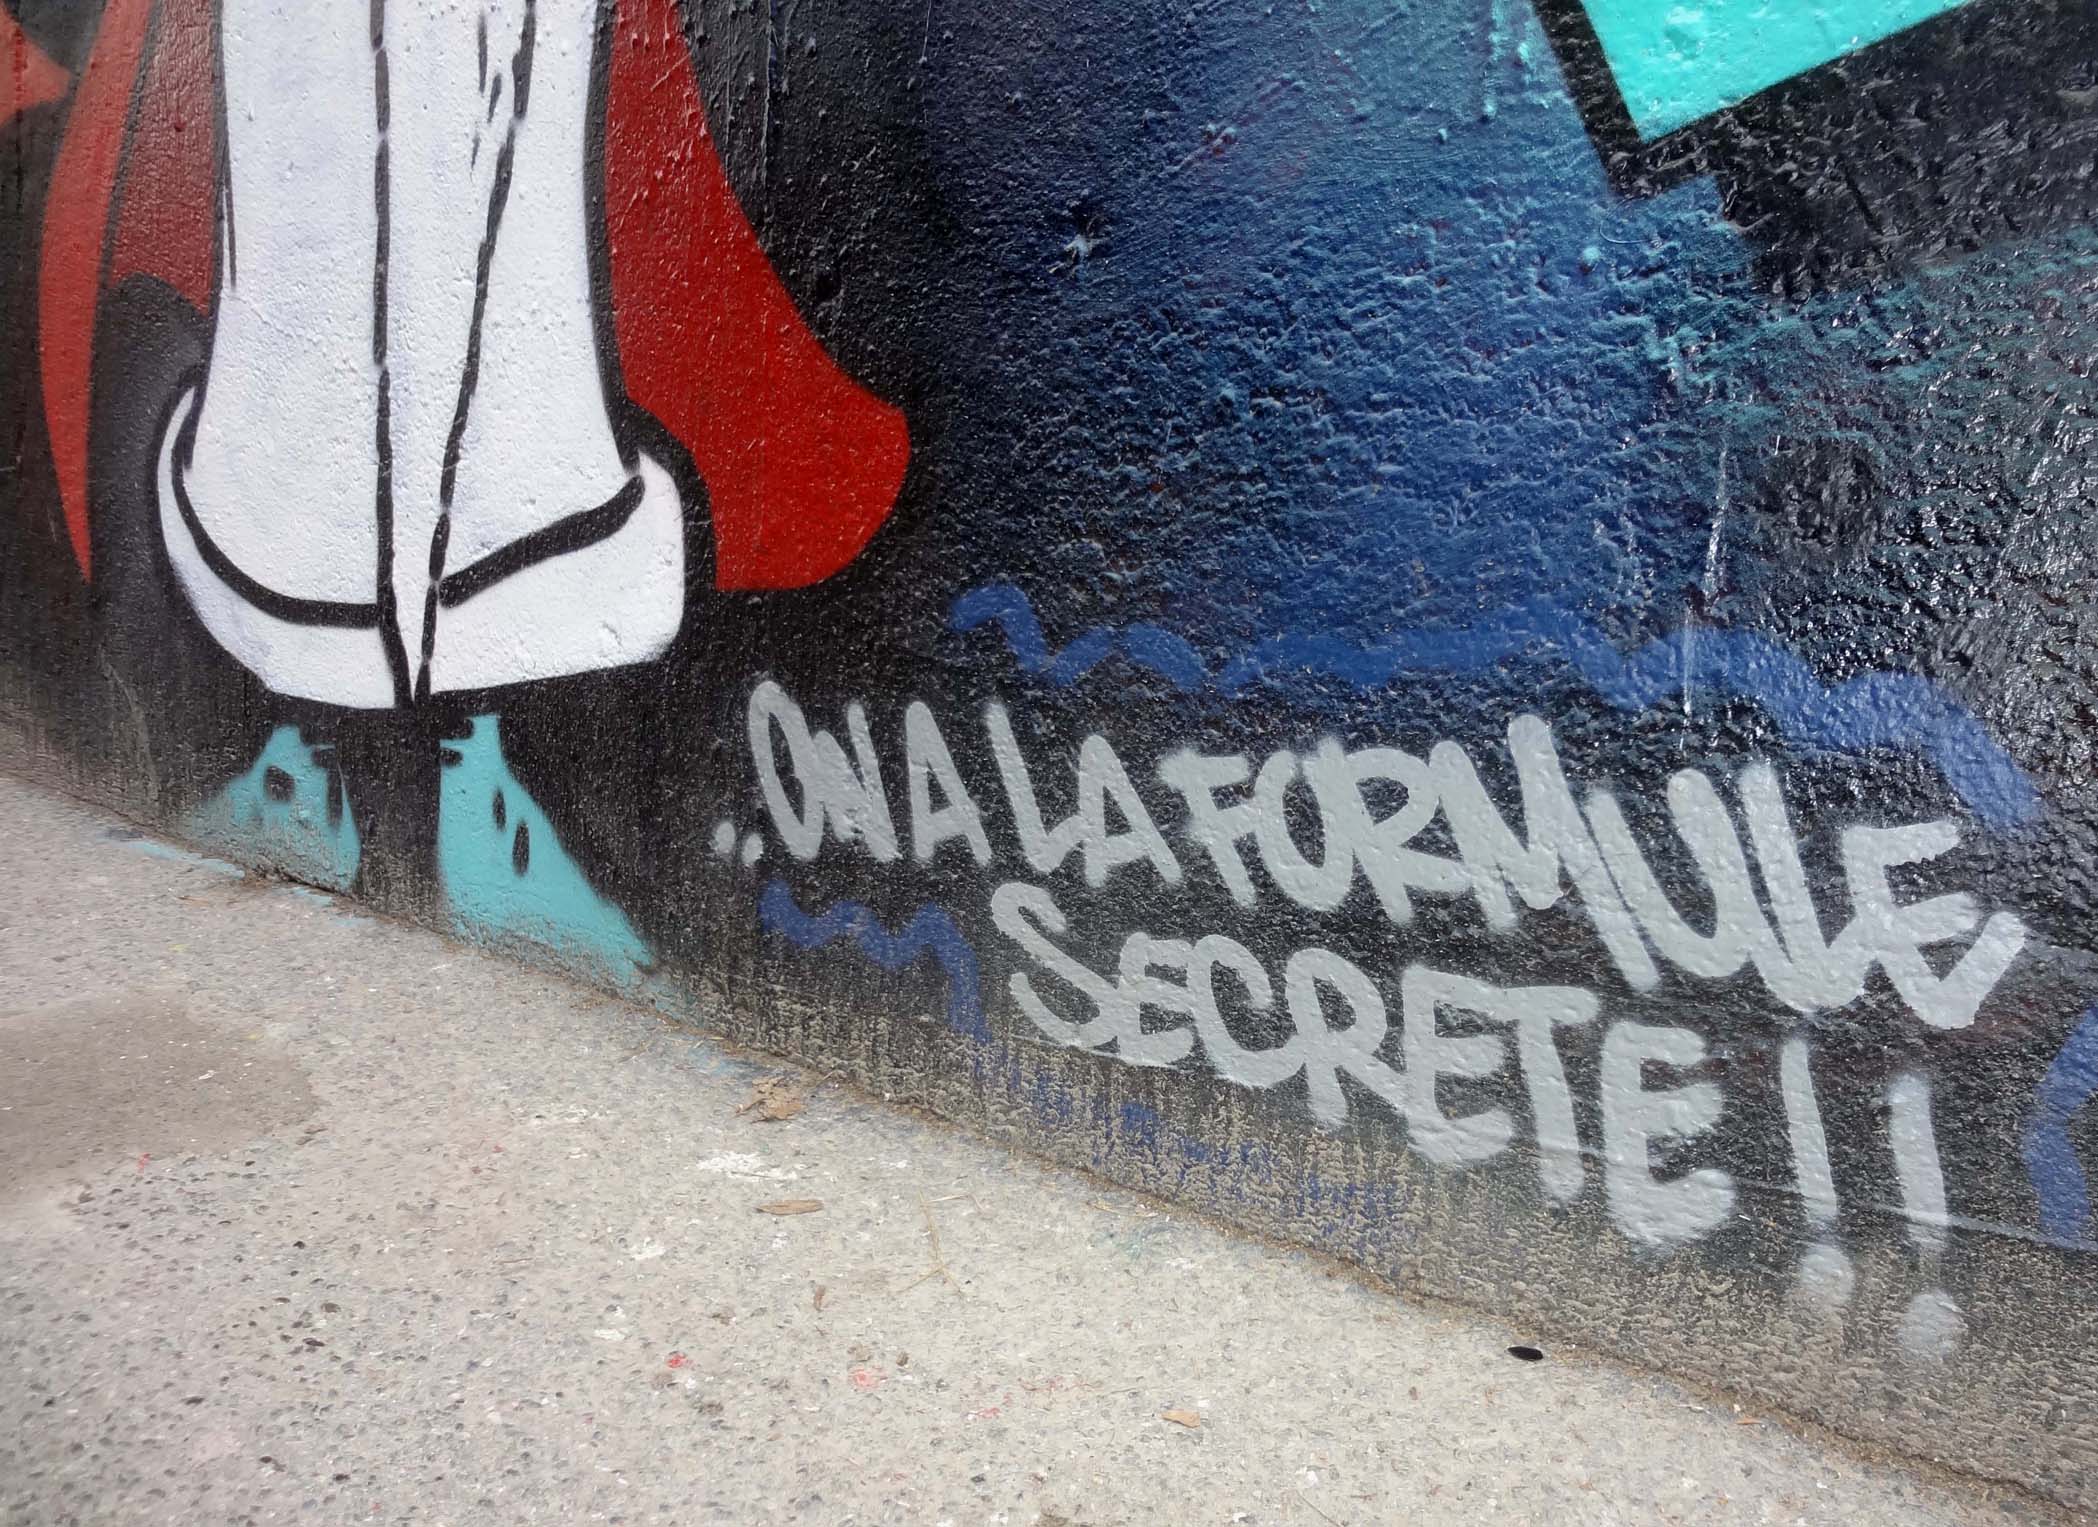 ..ON A LA FORMULE
SECRETE!!